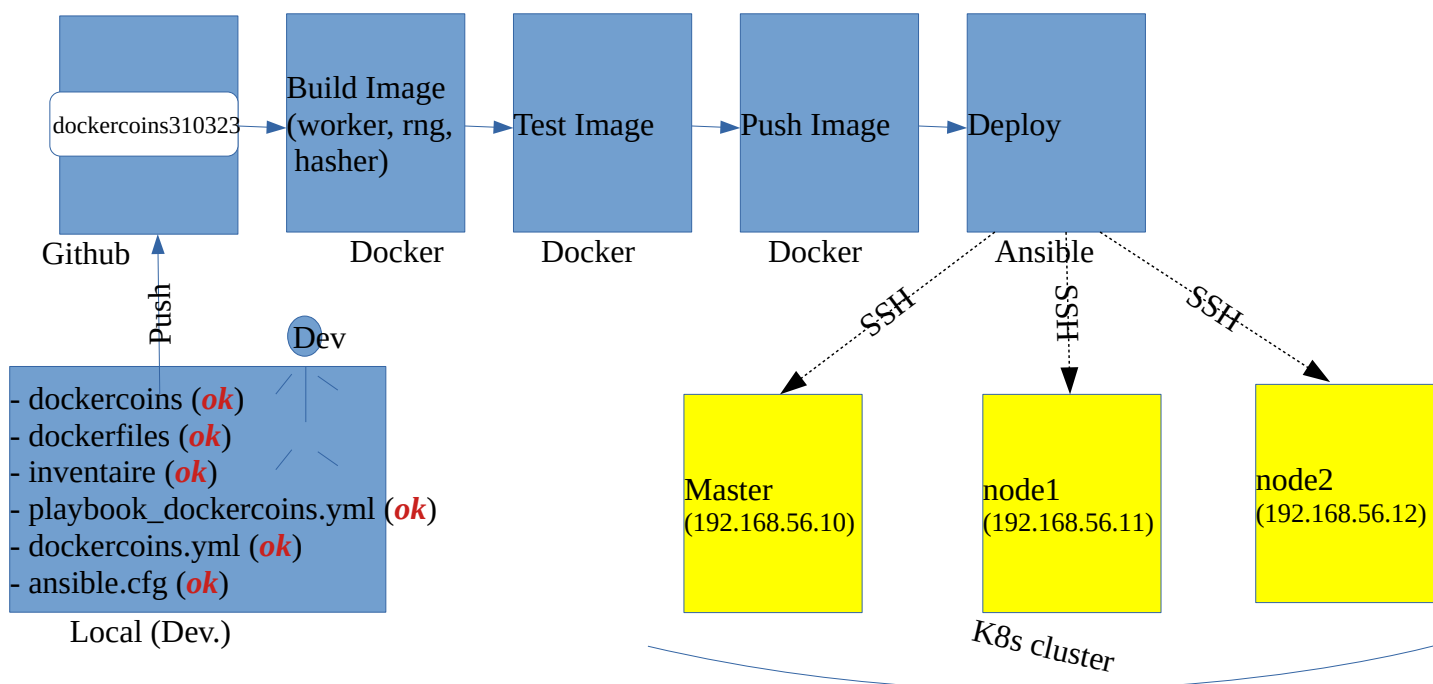 dockercoins310323
Build Image
(worker, rng,
hasher)
Test Image
Push Image
Deploy
Github
Docker
Docker
Docker
Ansible
Push
Dev
SSH
SSH
SSH
- dockercoins (ok)
- dockerfiles (ok)
- inventaire (ok)
- playbook_dockercoins.yml (ok)
- dockercoins.yml (ok)
- ansible.cfg (ok)
Local (Dev.)
Master
(192.168.56.10)
node1
(192.168.56.11)
node2
(192.168.56.12)
K8s cluster